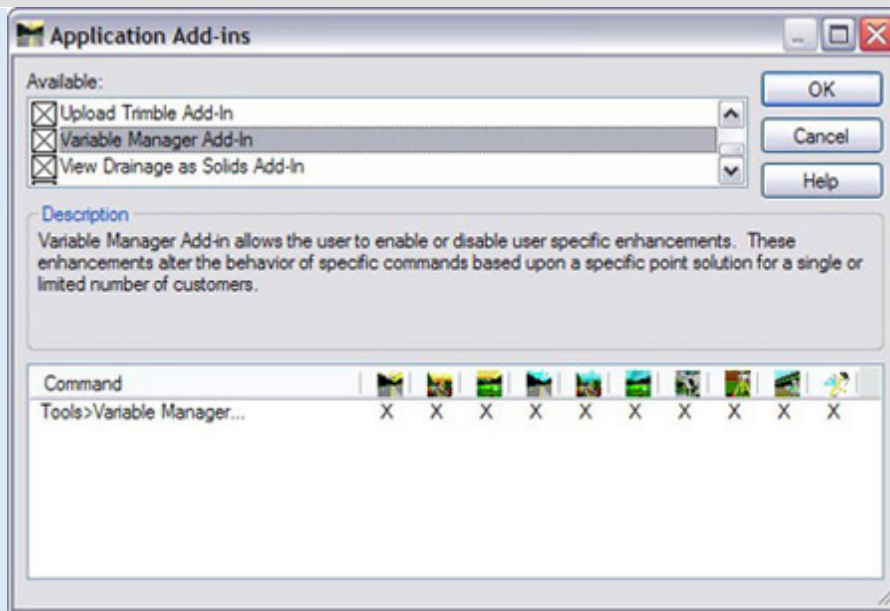 Application Add-ins
Available:
Upload Trimble Add-In
Variable Manager Add-In
View Drainage as Solids Add-In
OK
Cancel
Help
Description
Variable Manager Add-in allows the user to enable or disable user specific enhancements. These
enhancements alter the behavior of specific commands based upon a specific point solution for a single or
limited number of customers.
Command
Tools>Variable Manager... X X X X X X X X X X